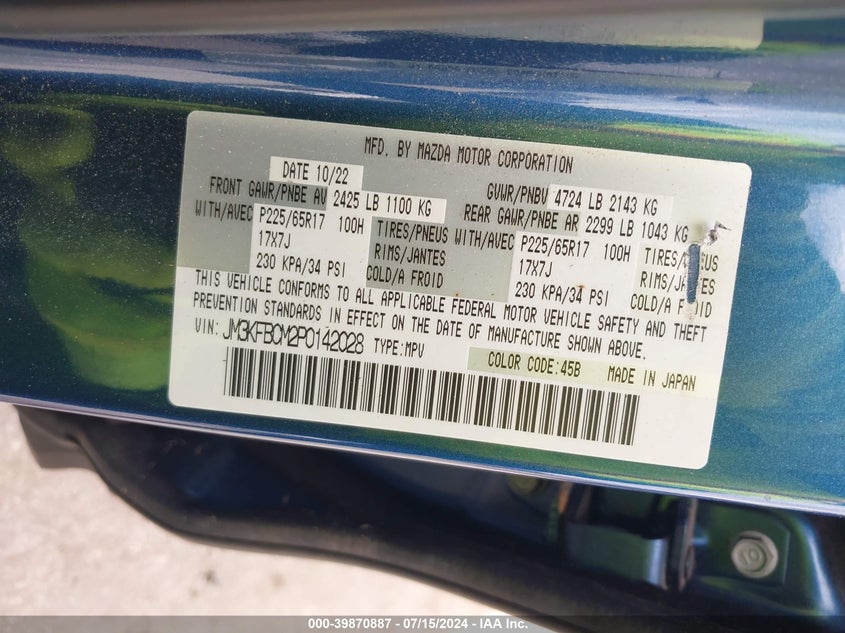 MFD. BY MAZDA MOTOR CORPORATION
DATE 10/22 GVWR/PNBV 4724 LB 2143 KG
FRONT GAWR/PNBE AV 2425 LB 1100 KG REAR GAWR/PNBE AR 2299 LB 1043 KG
WITH/AVEC P225/65R17 100H TIRES/PNEUS WITH/AVEC P225/65R17 100H TIRES/PNEUS
17X7J RIMS/JANTES 17X7J RIMS/JANTES
230 KPA/34 PSI COLD/A FROID 230 KPA/34 PSI COLD/A FROID
THIS VEHICLE CONFORMS TO ALL APPLICABLE FEDERAL MOTOR VEHICLE SAFETY AND THEFT
PREVENTION STANDARDS IN EFFECT ON THE DATE OF MANUFACTURE SHOWN ABOVE.
VIN: JM3KFBCM2P0142028 TYPE:MPV COLOR CODE:45B MADE IN JAPAN
000-39870887 - 07/15/2024 - IAA Inc.